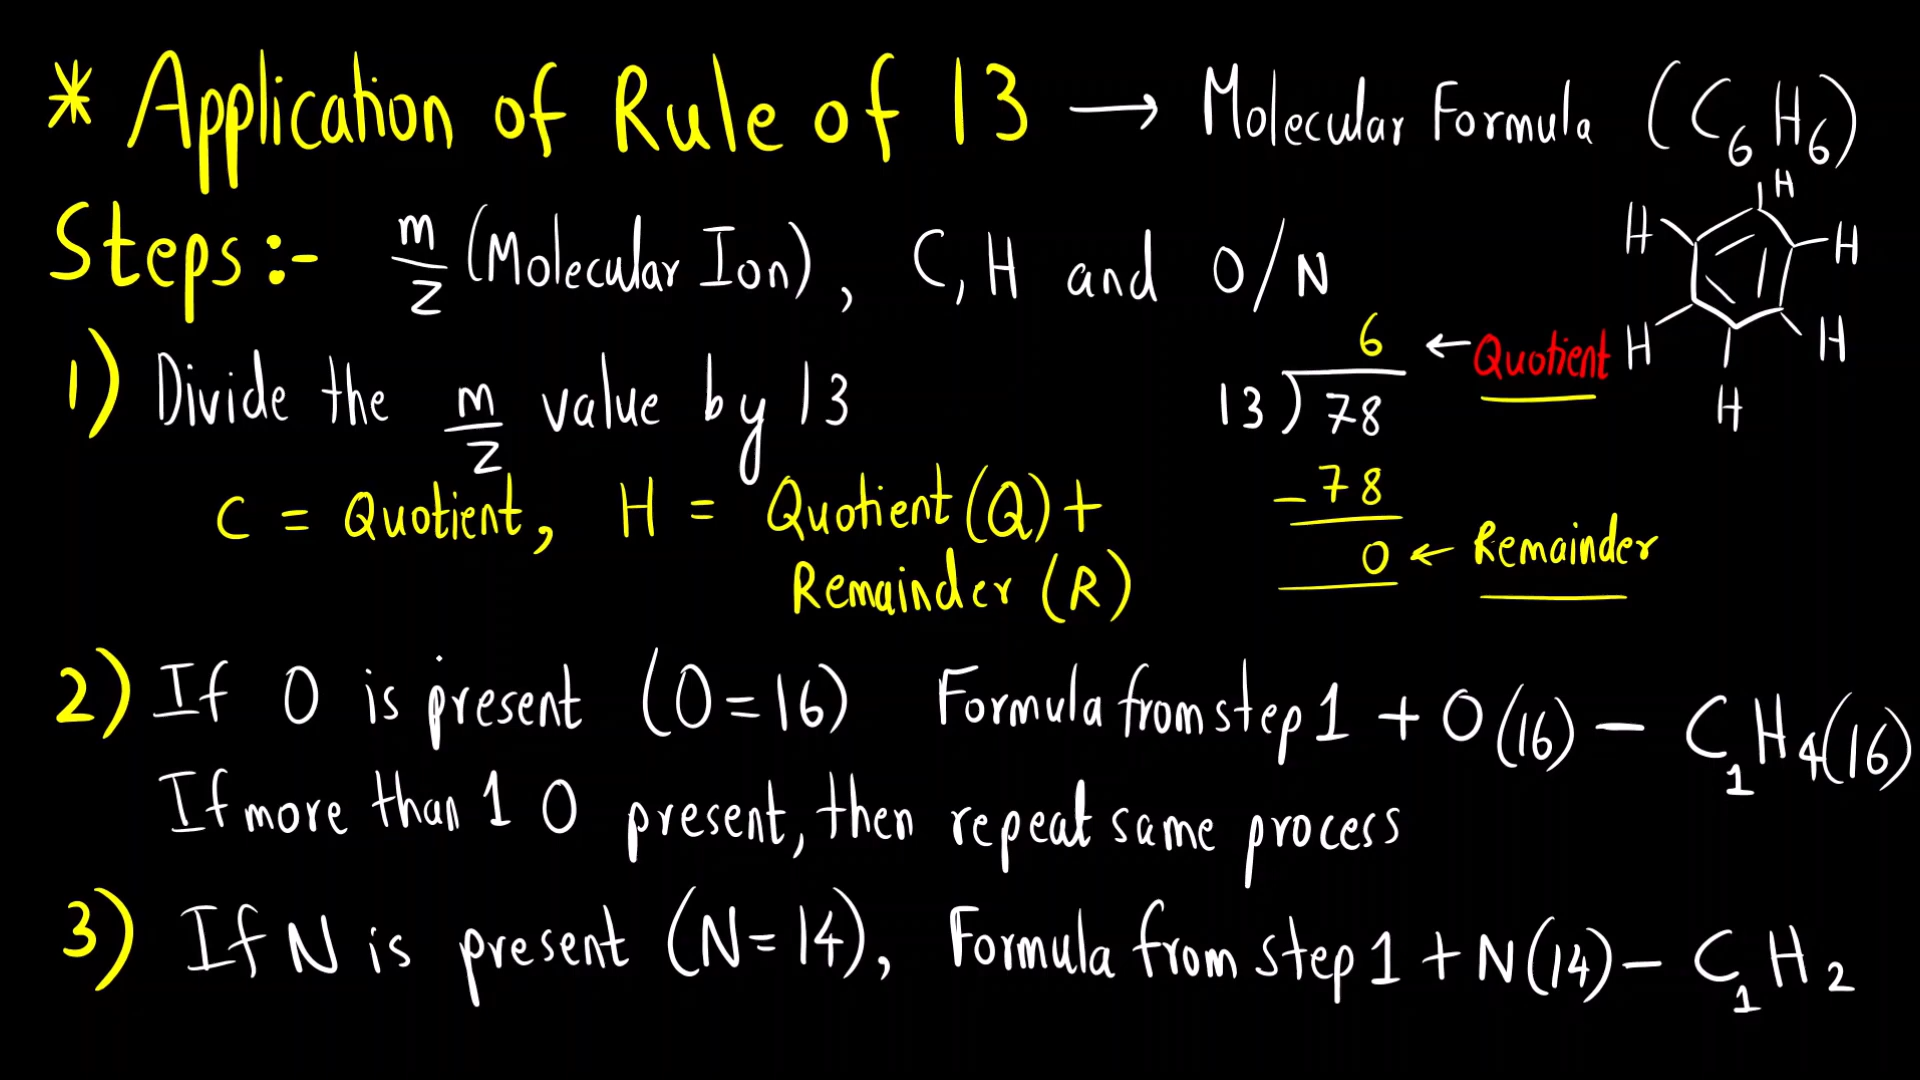 * Application of Rule of 13 → Molecular Formula (C₆H₆)
Steps:- m/z (Molecular Ion), C, H and O/N
H
H
H
H
H
H
1) Divide the m/z value by 13
C = Quotient, H = Quotient (Q) +
Remainder (R)
6 ← Quotient
13) 78
- 78
0 ← Remainder
2) If O is present (O=16) Formula from step 1 + O (16) - C₁H₄(16)
If more than 1 O present, then repeat same process
3) If N is present (N=14), Formula from step 1 + N (14) - C₁H₂